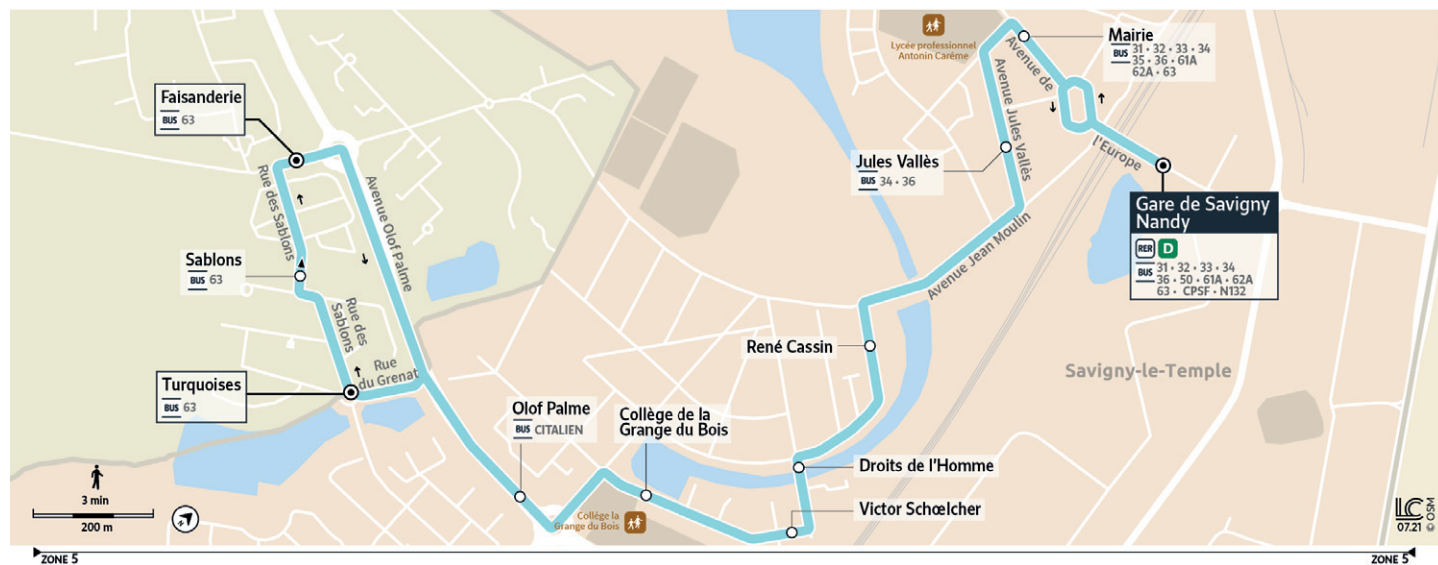 Lycée professionnel
Antonin Carême
Mairie
BUS 31 • 32 • 33 • 34
35 • 36 • 61A
62A • 63
Avenue de
l'Europe
Faisanderie
BUS 63
Avenue Jules Vallès
Jules Vallès
BUS 34 • 36
Rue des Sablons
Avenue Olof Palme
Gare de Savigny
Nandy
RER D
BUS 31 • 32 • 33 • 34
36 • 50 • 61A • 62A
63 • CPSF • N132
Sablons
BUS 63
Avenue Jean Moulin
Rue des
Sablons
René Cassin
Rue
du Grenat
Savigny-le-Temple
Turquoises
BUS 63
Olof Palme
BUS CITALIEN
Collège de la
Grange du Bois
Droits de l'Homme
Victor Schœlcher
Collège la
Grange du Bois
3 min
200 m
LC
07.21
© OSM
ZONE 5
ZONE 5